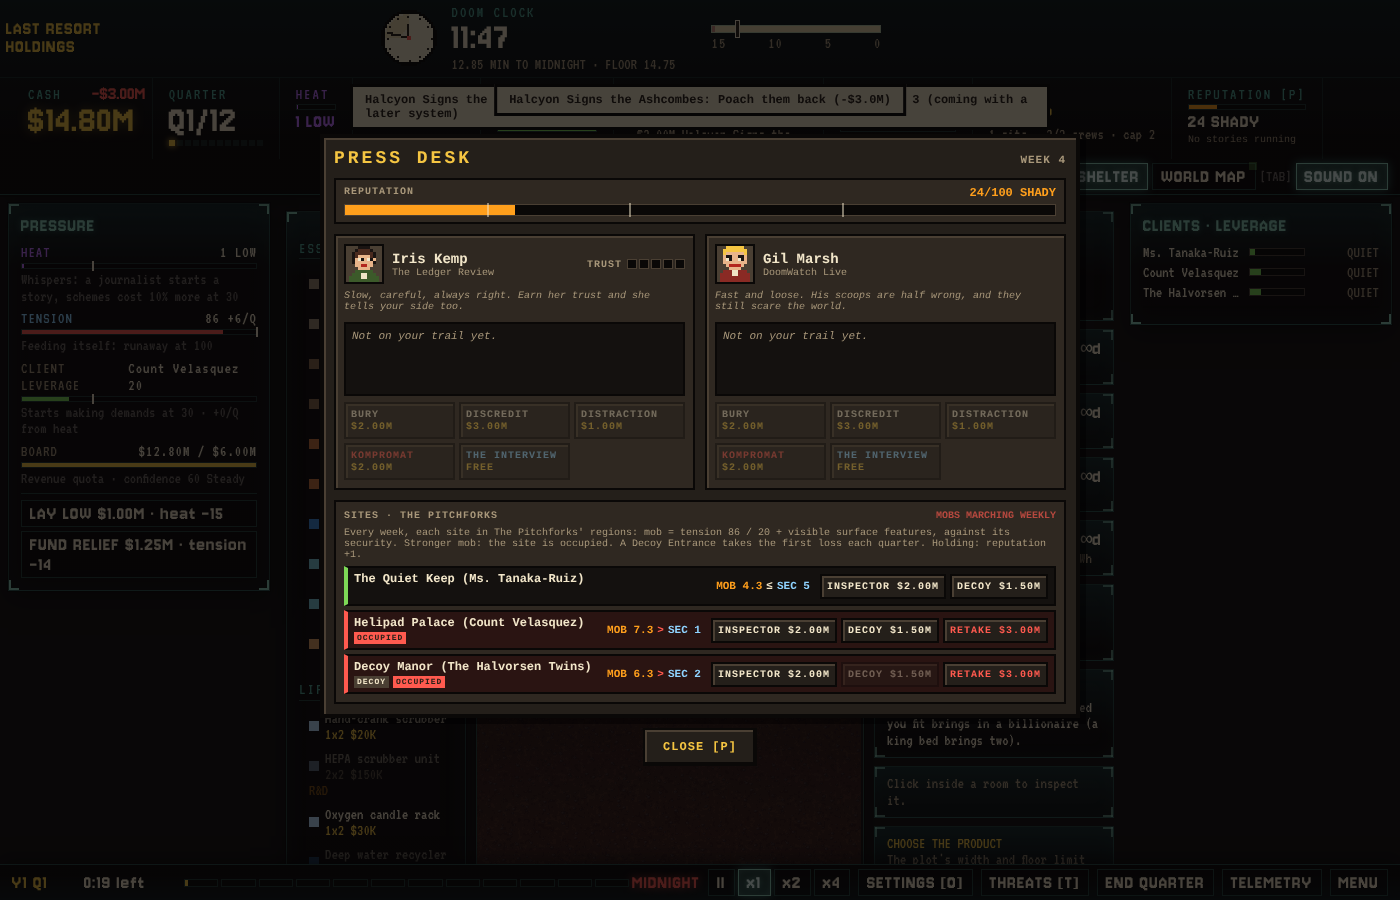 LAST RESORT
HOLDINGS
DOOM CLOCK
11:47
12.85 MIN TO MIDNIGHT · FLOOR 14.75
15 10 5 0
CASH -$3.00M
$14.80M
QUARTER
Q1/12
HEAT
1 LOW
Halcyon Signs the
later system)
Halcyon Signs the Ashcombes: Poach them back (-$3.0M)
3 (coming with a
REPUTATION [P]
24 SHADY
No stories running
SHELTER
WORLD MAP
[TAB]
SOUND ON
PRESS DESK
WEEK 4
REPUTATION
24/100 SHADY
Iris Kemp
The Ledger Review
TRUST
Slow, careful, always right. Earn her trust and she
tells your side too.
Not on your trail yet.
BURY
$2.00M
DISCREDIT
$3.00M
DISTRACTION
$1.00M
KOMPROMAT
$2.00M
THE INTERVIEW
FREE
Gil Marsh
DoomWatch Live
Fast and loose. His scoops are half wrong, and they
still scare the world.
Not on your trail yet.
BURY
$2.00M
DISCREDIT
$3.00M
DISTRACTION
$1.00M
KOMPROMAT
$2.00M
THE INTERVIEW
FREE
SITES · THE PITCHFORKS
MOBS MARCHING WEEKLY
Every week, each site in The Pitchforks' regions: mob = tension 86 / 20 + visible surface features, against its
security. Stronger mob: the site is occupied. A Decoy Entrance takes the first loss each quarter. Holding: reputation
+1.
The Quiet Keep (Ms. Tanaka-Ruiz)
MOB 4.3 ≤ SEC 5
INSPECTOR $2.00M
DECOY $1.50M
Helipad Palace (Count Velasquez)
OCCUPIED
MOB 7.3 > SEC 1
INSPECTOR $2.00M
DECOY $1.50M
RETAKE $3.00M
Decoy Manor (The Halvorsen Twins)
DECOY OCCUPIED
MOB 6.3 > SEC 2
INSPECTOR $2.00M
DECOY $1.50M
RETAKE $3.00M
CLOSE [P]
PRESSURE
HEAT 1 LOW
Whispers: a journalist starts a
story, schemes cost 10% more at 30
TENSION 86 +6/Q
Feeding itself: runaway at 100
CLIENT Count Velasquez
LEVERAGE 20
Starts making demands at 30 · +0/Q
from heat
BOARD $12.80M / $6.00M
Revenue quota · confidence 60 Steady
LAY LOW $1.00M · heat -15
FUND RELIEF $1.25M · tension
-14
CLIENTS · LEVERAGE
Ms. Tanaka-Ruiz QUIET
Count Velasquez QUIET
The Halvorsen … QUIET
Hand-crank scrubber
1x2 $20K
HEPA scrubber unit
2x2 $150K
R&D
Oxygen candle rack
1x2 $30K
Deep water recycler
you fit brings in a billionaire (a
king bed brings two).
Click inside a room to inspect
it.
CHOOSE THE PRODUCT
The plot's width and floor limit
Y1 Q1
0:19 left
MIDNIGHT
II
x1
x2
x4
SETTINGS [O]
THREATS [T]
END QUARTER
TELEMETRY
MENU